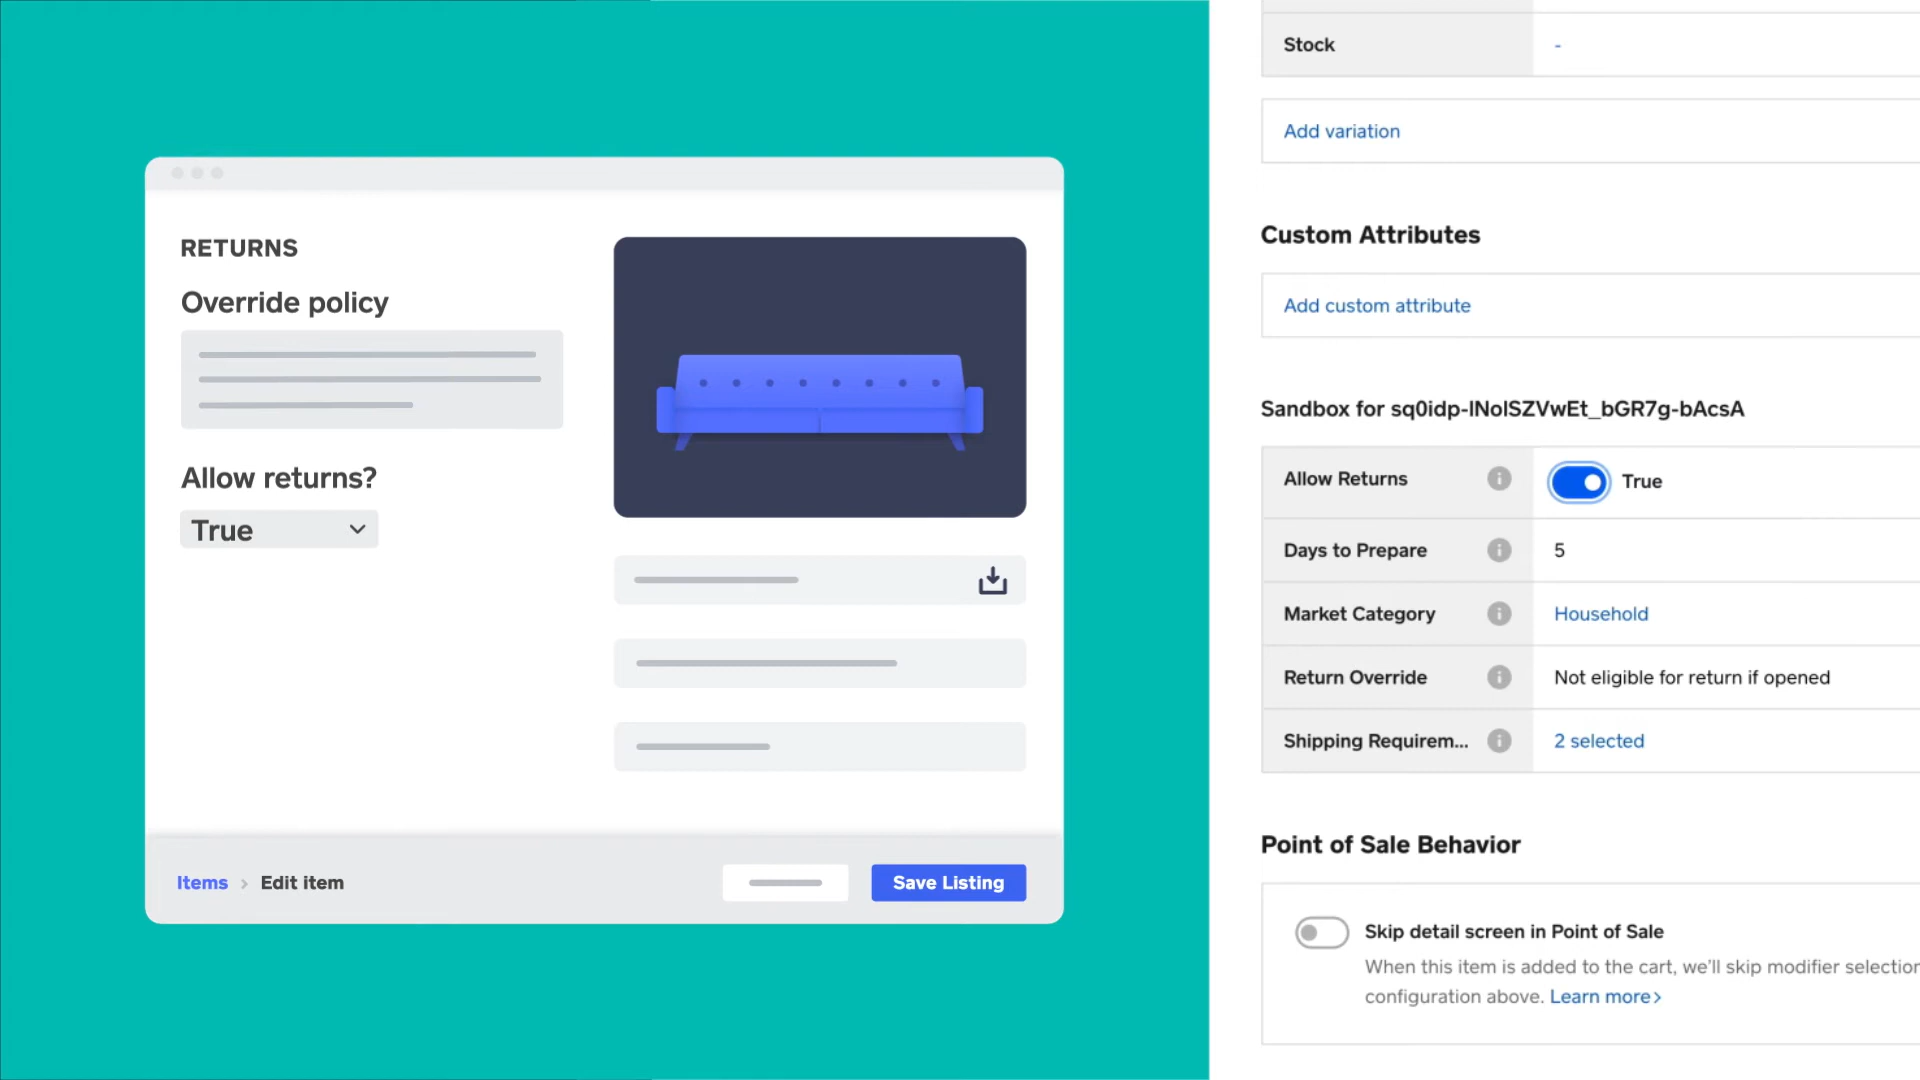 RETURNS
Override policy
Allow returns?
True
Items › Edit item
Save Listing
Stock -
Add variation
Custom Attributes
Add custom attribute
Sandbox for sq0idp-lNolSZVwEt_bGR7g-bAcsA
Allow Returns True
Days to Prepare 5
Market Category Household
Return Override Not eligible for return if opened
Shipping Requirem... 2 selected
Point of Sale Behavior
Skip detail screen in Point of Sale
When this item is added to the cart, we'll skip modifier selection
configuration above. Learn more›